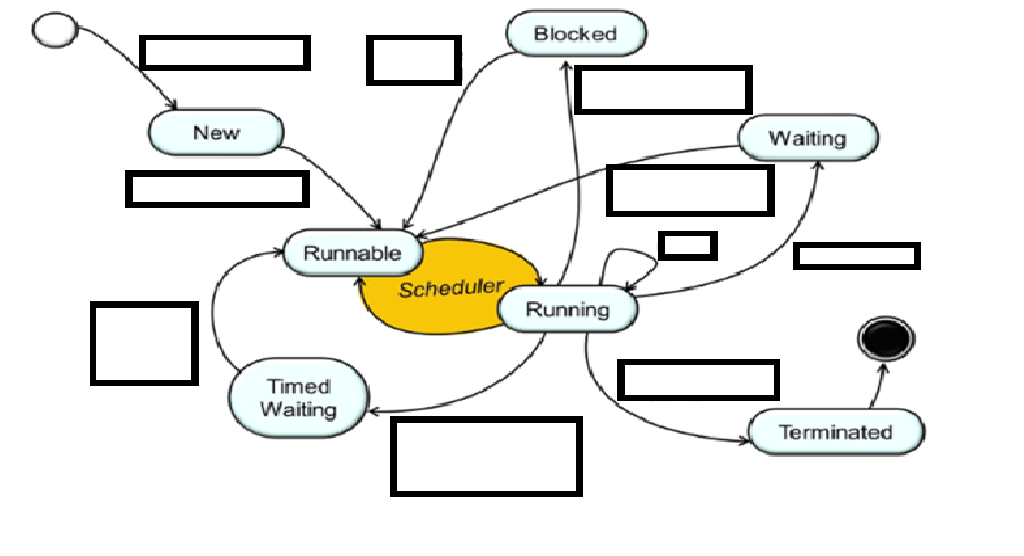 Blocked
New
Waiting
Runnable
Scheduler
Running
Timed
Waiting
Terminated